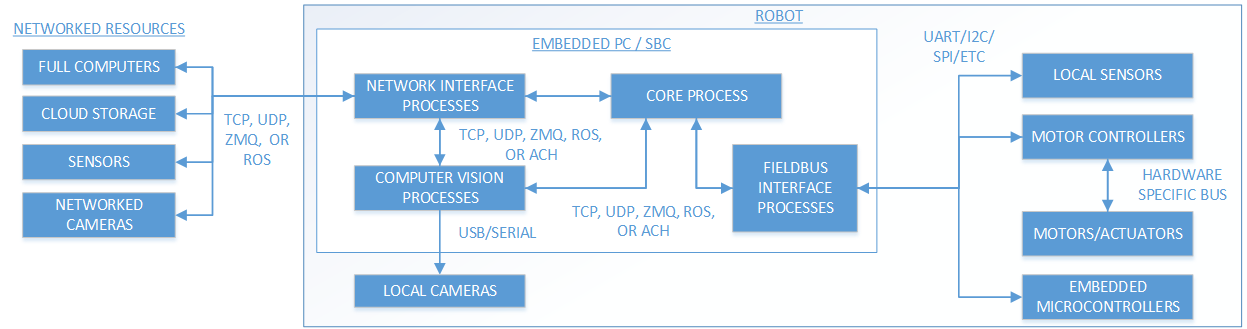 ROBOT
NETWORKED RESOURCES
EMBEDDED PC / SBC
FULL COMPUTERS
CLOUD STORAGE
SENSORS
NETWORKED
CAMERAS
TCP, UDP,
ZMQ, OR
ROS
NETWORK INTERFACE
PROCESSES
CORE PROCESS
TCP, UDP, ZMQ, ROS,
OR ACH
COMPUTER VISION
PROCESSES
FIELDBUS
INTERFACE
PROCESSES
TCP, UDP, ZMQ, ROS,
OR ACH
USB/SERIAL
LOCAL CAMERAS
UART/I2C/
SPI/ETC
LOCAL SENSORS
MOTOR CONTROLLERS
HARDWARE
SPECIFIC BUS
MOTORS/ACTUATORS
EMBEDDED
MICROCONTROLLERS